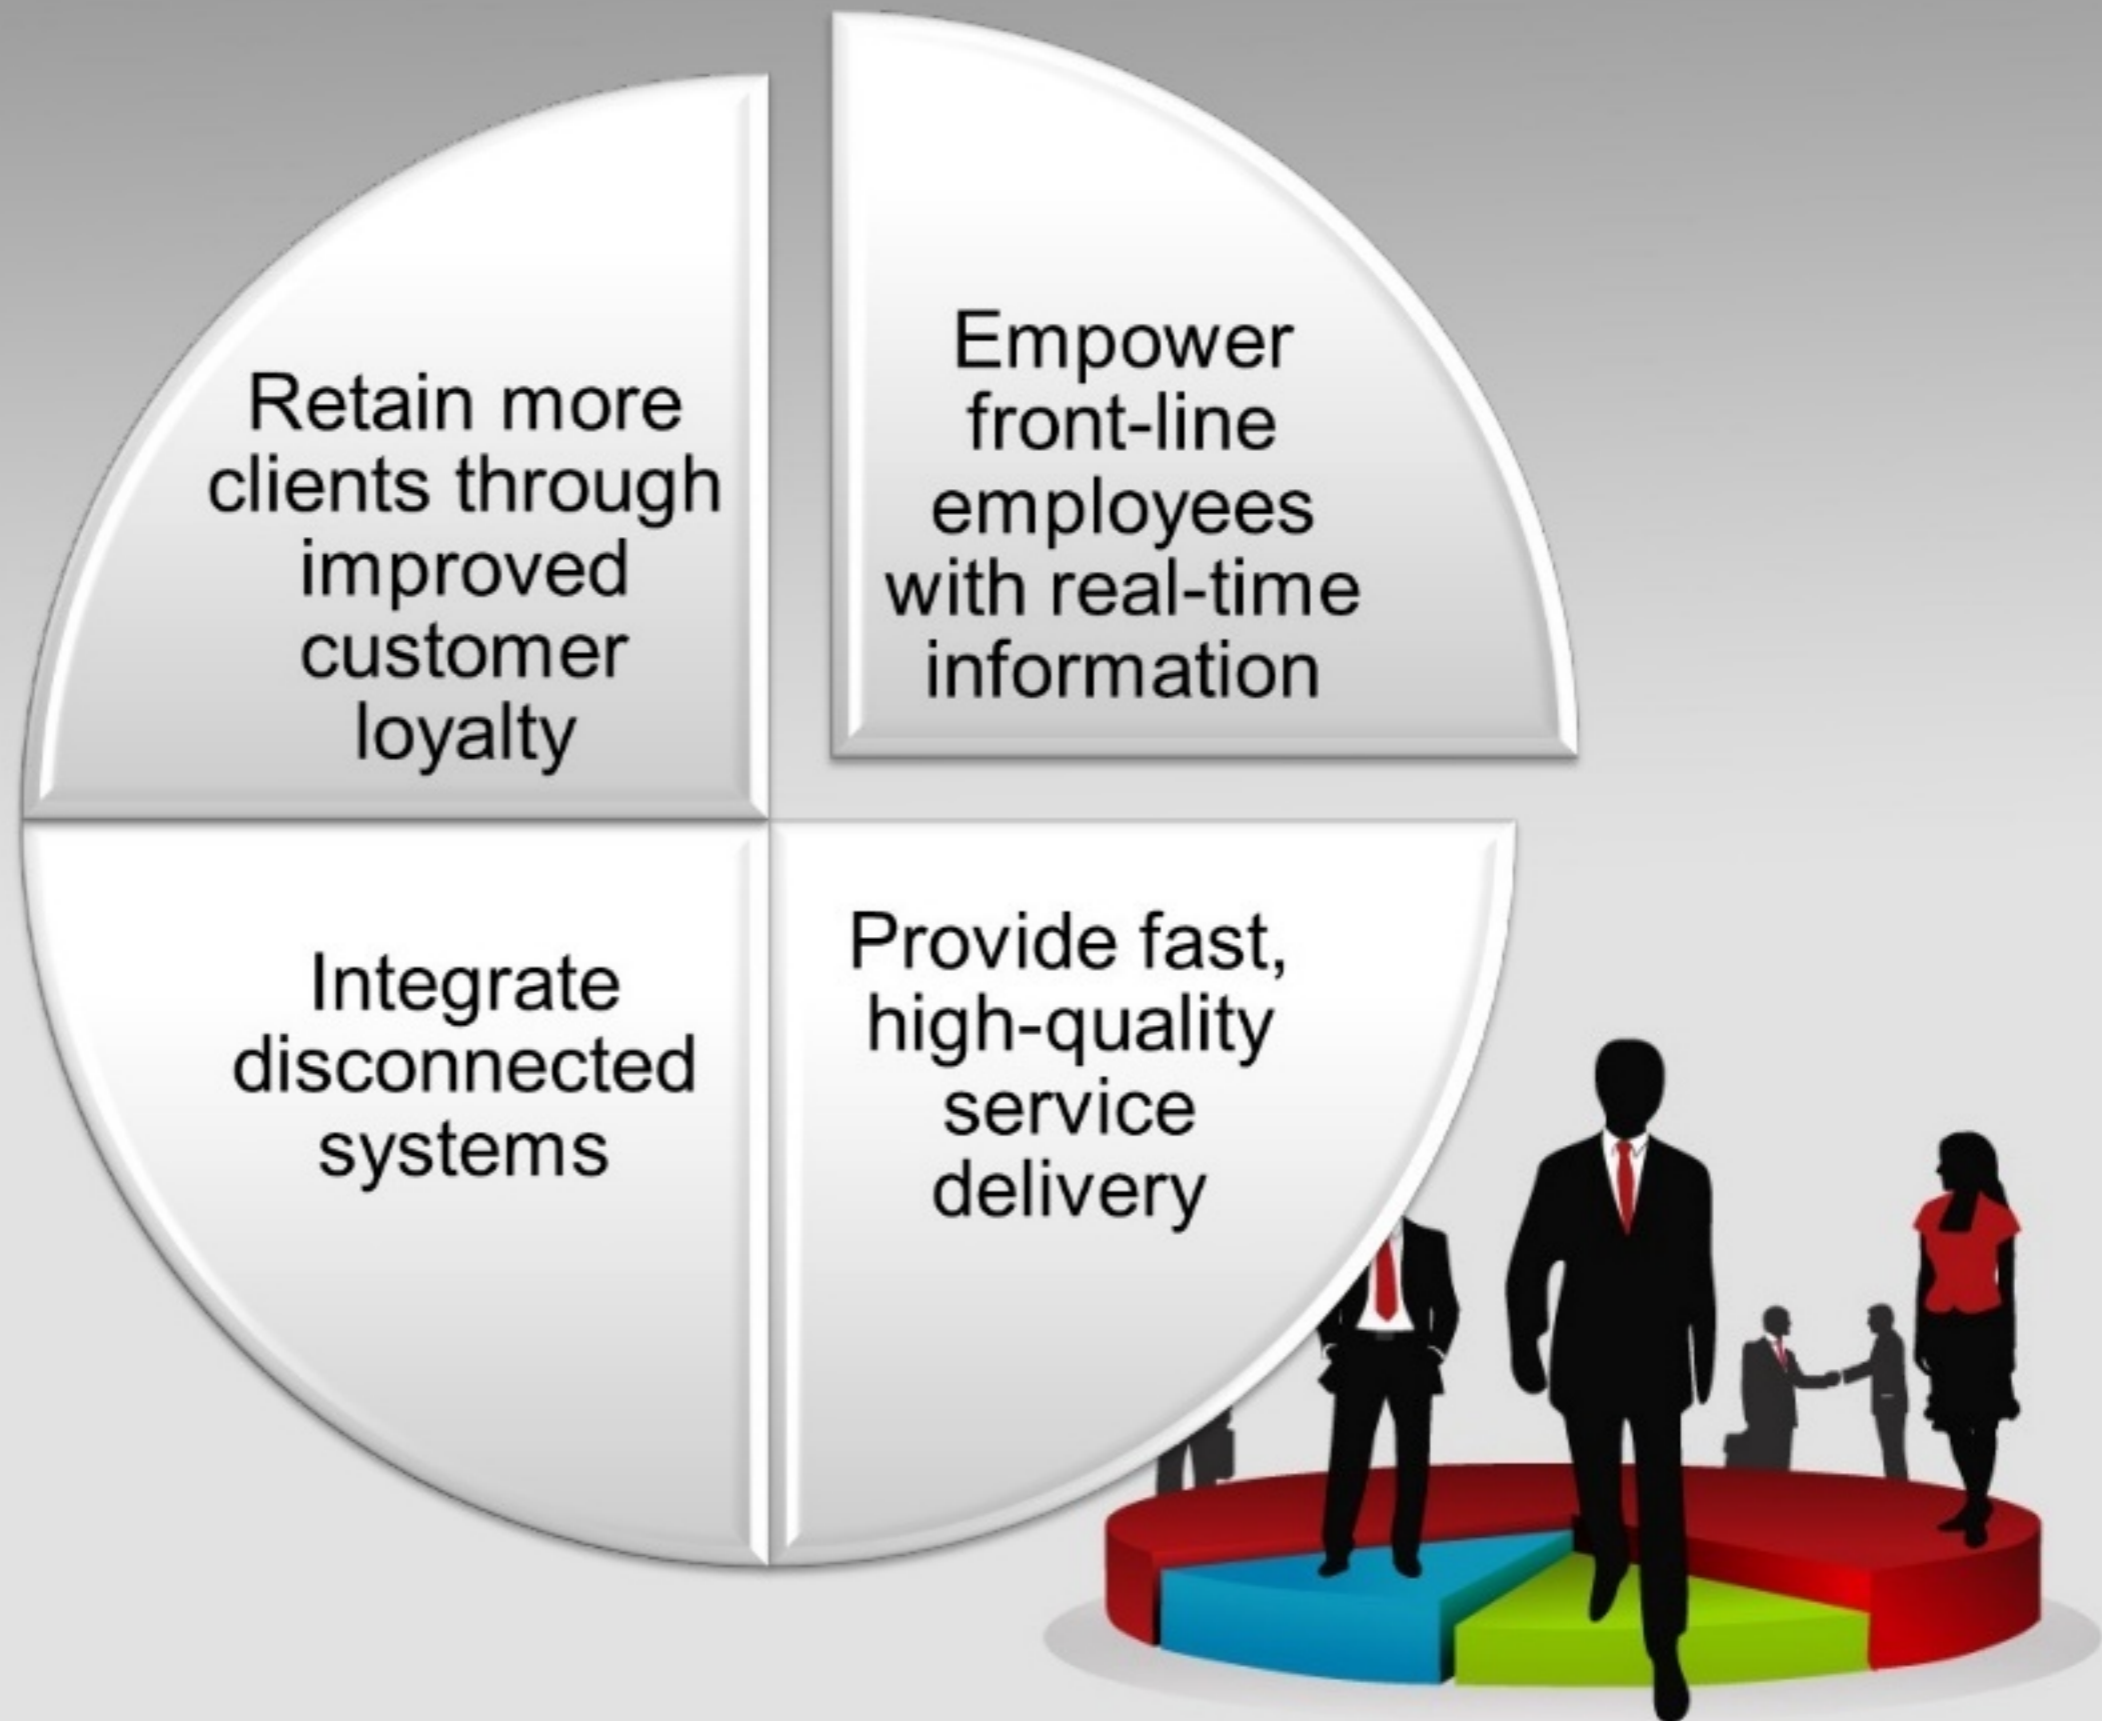 Retain more
clients through
improved
customer
loyalty
Empower
front-line
employees
with real-time
information
Integrate
disconnected
systems
Provide fast,
high-quality
service
delivery